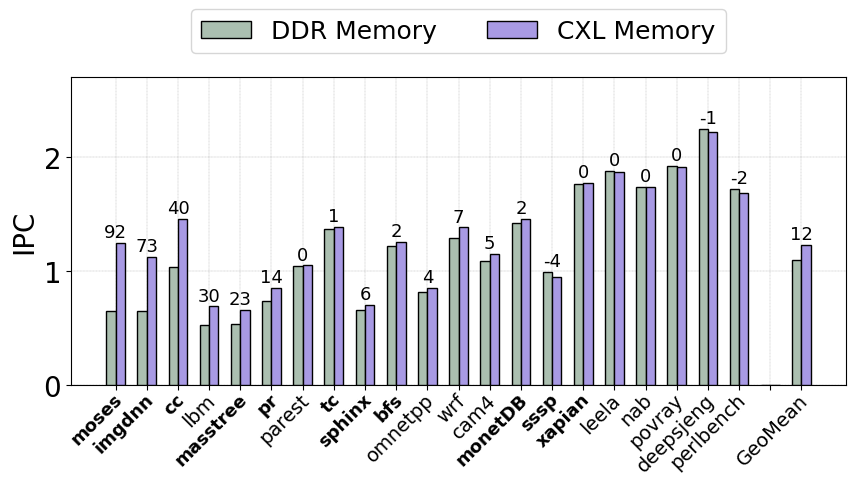 DDR Memory CXL Memory
IPC
2
1
0
92 73 40 30 23 14 0 1 6 2 4 7 5 2 -4 0 0 0 0 -1 -2 12
moses imgdnn cc lbm masstree pr parest tc sphinx bfs omnetpp wrf cam4 monetDB sssp xapian leela nab povray deepsjeng perlbench GeoMean